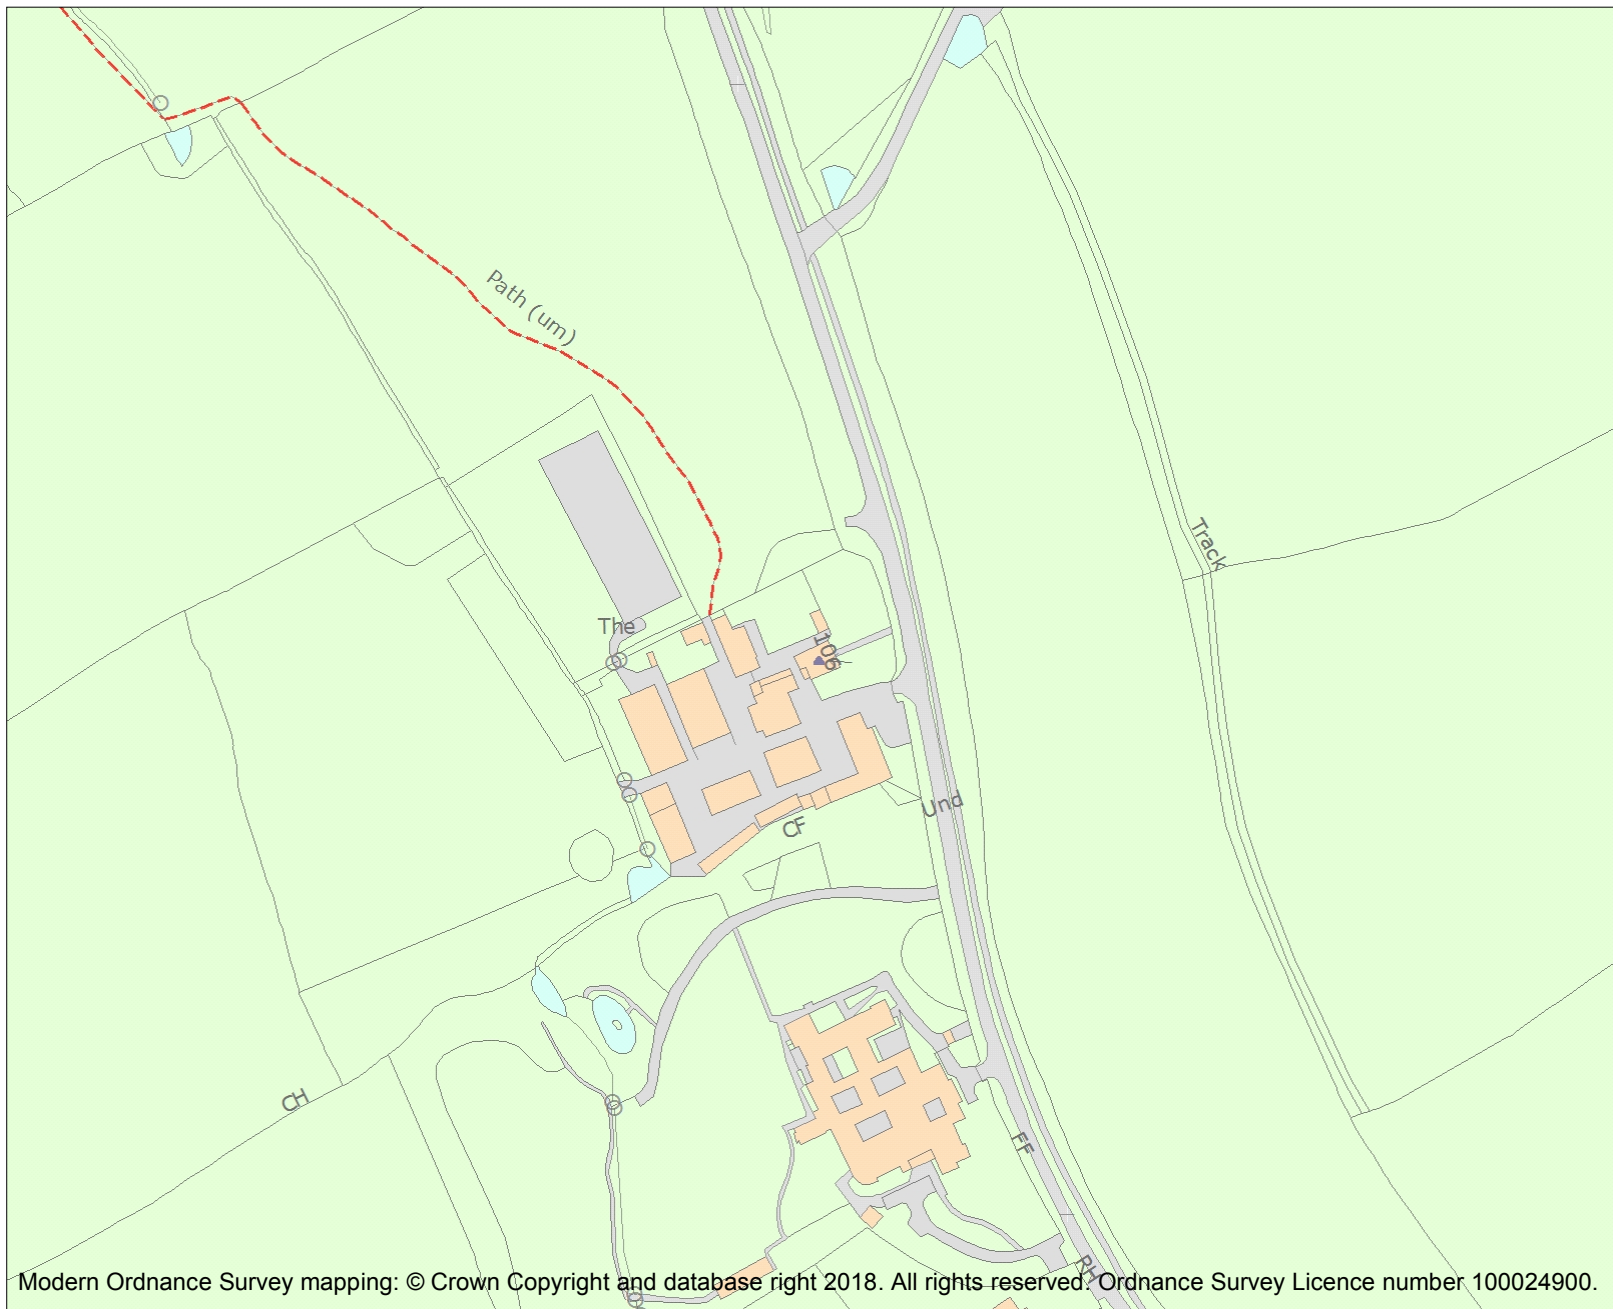 Path (um)
Track
The
106
Und
CF
CH
FF
RH
Modern Ordnance Survey mapping: © Crown Copyright and database right 2018. All rights reserved. Ordnance Survey Licence number 100024900.